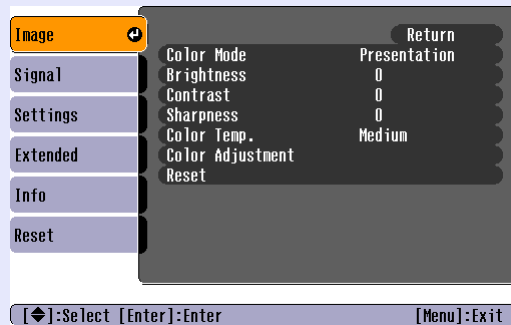 Image
Signal
Settings
Extended
Info
Reset
Return
Color Mode Presentation
Brightness 0
Contrast 0
Sharpness 0
Color Temp. Medium
Color Adjustment
Reset
[◆]:Select [Enter]:Enter [Menu]:Exit